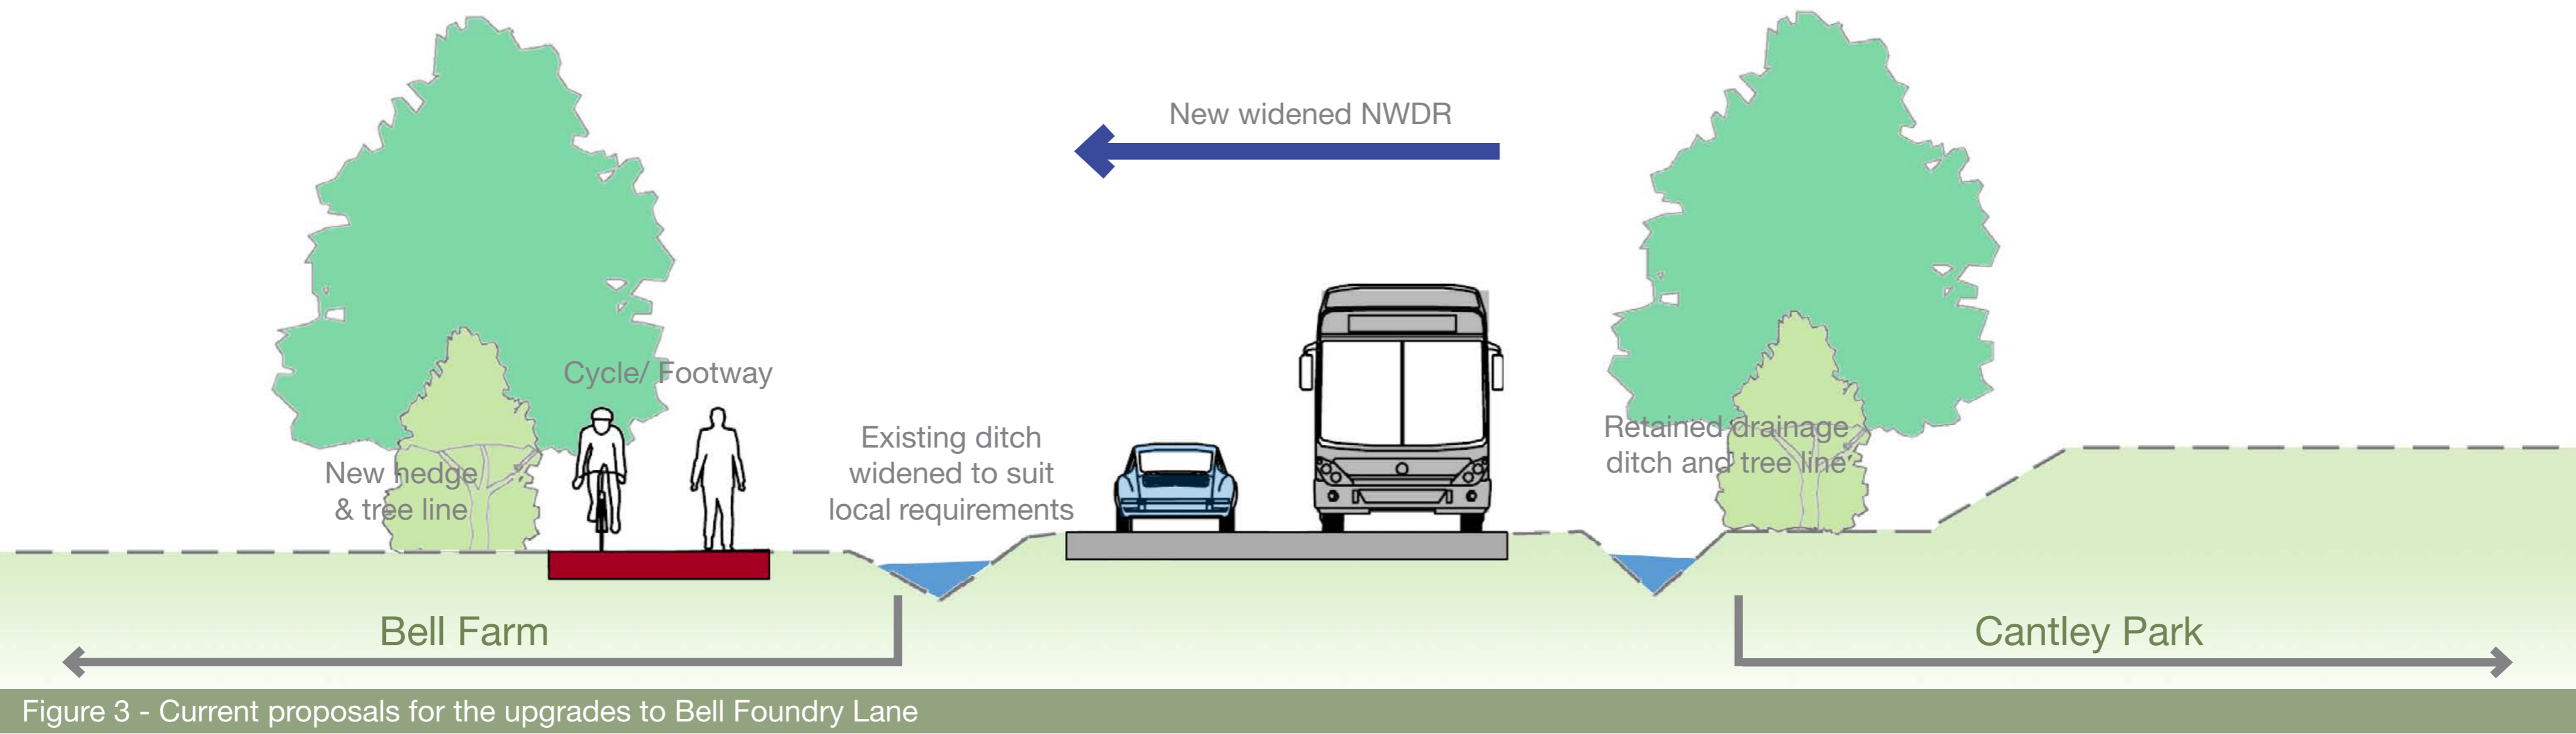 New widened NWDR
Cycle/ Footway
New hedge
& tree line
Existing ditch
widened to suit
local requirements
Retained drainage
ditch and tree line
Bell Farm
Cantley Park
Figure 3 - Current proposals for the upgrades to Bell Foundry Lane